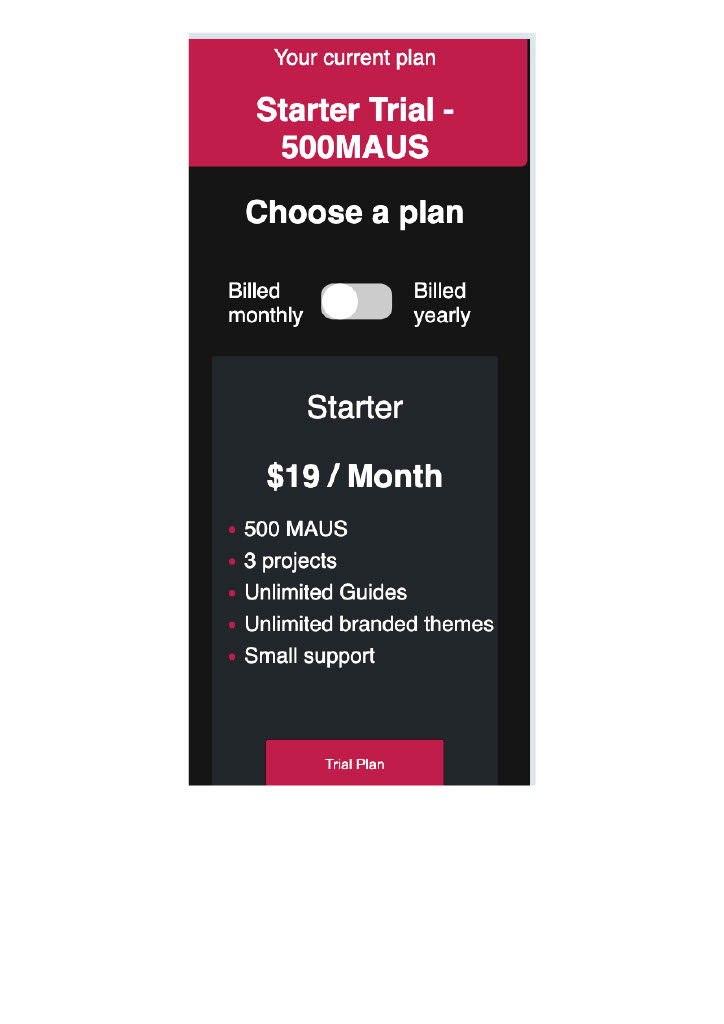 Your current plan
Starter Trial -
500MAUS
Choose a plan
Billed
monthly
Billed
yearly
Starter
$19 / Month
500 MAUS
3 projects
Unlimited Guides
Unlimited branded themes
Small support
Trial Plan